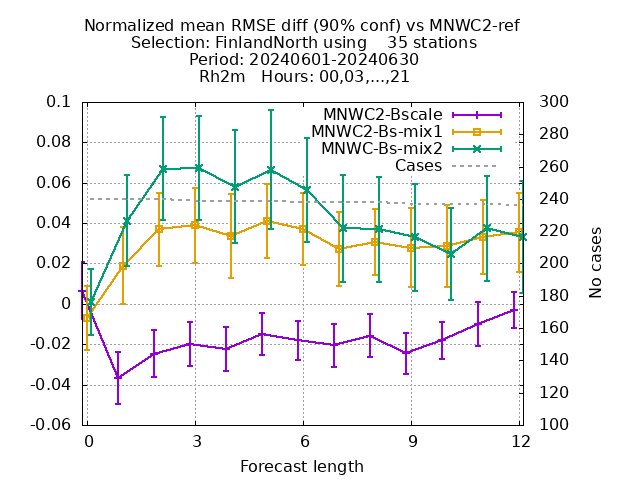 Normalized mean RMSE diff (90% conf) vs MNWC2-ref
Selection: FinlandNorth using    35 stations
Period: 20240601-20240630
Rh2m   Hours: 00,03,...,21
MNWC2-Bscale
MNWC2-Bs-mix1
MNWC-Bs-mix2
Cases
0.1
0.08
0.06
0.04
0.02
0
-0.02
-0.04
-0.06
300
280
260
240
220
200
180
160
140
120
100
No cases
0 3 6 9 12
Forecast length